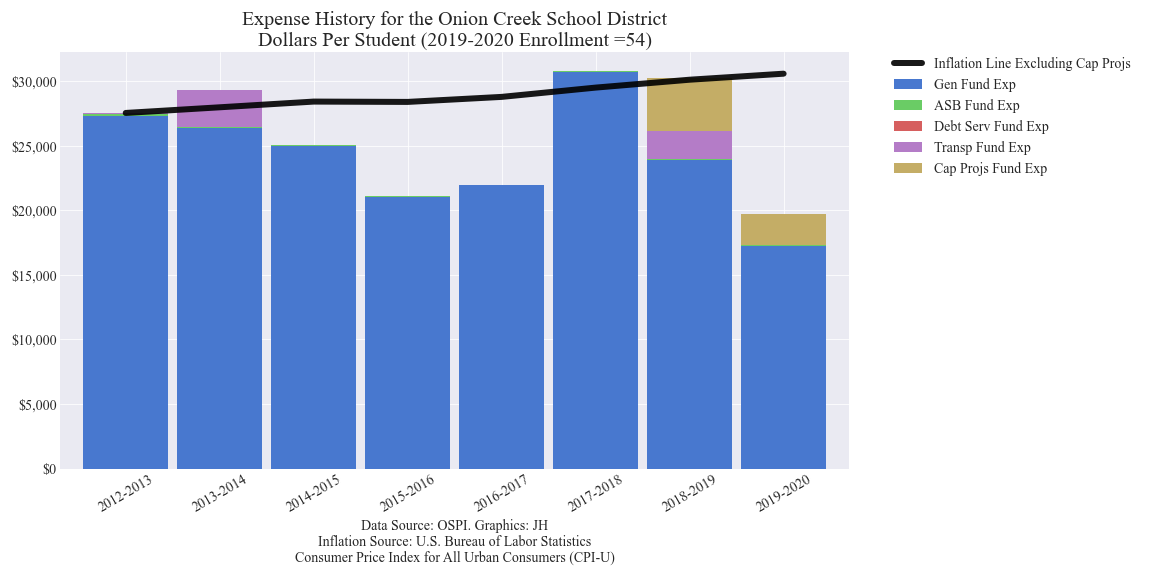 Expense History for the Onion Creek School District
Dollars Per Student (2019-2020 Enrollment =54)
$30,000
$25,000
$20,000
$15,000
$10,000
$5,000
$0
2012-2013
2013-2014
2014-2015
2015-2016
2016-2017
2017-2018
2018-2019
2019-2020
Inflation Line Excluding Cap Projs
Gen Fund Exp
ASB Fund Exp
Debt Serv Fund Exp
Transp Fund Exp
Cap Projs Fund Exp
Data Source: OSPI. Graphics: JH
Inflation Source: U.S. Bureau of Labor Statistics
Consumer Price Index for All Urban Consumers (CPI-U)